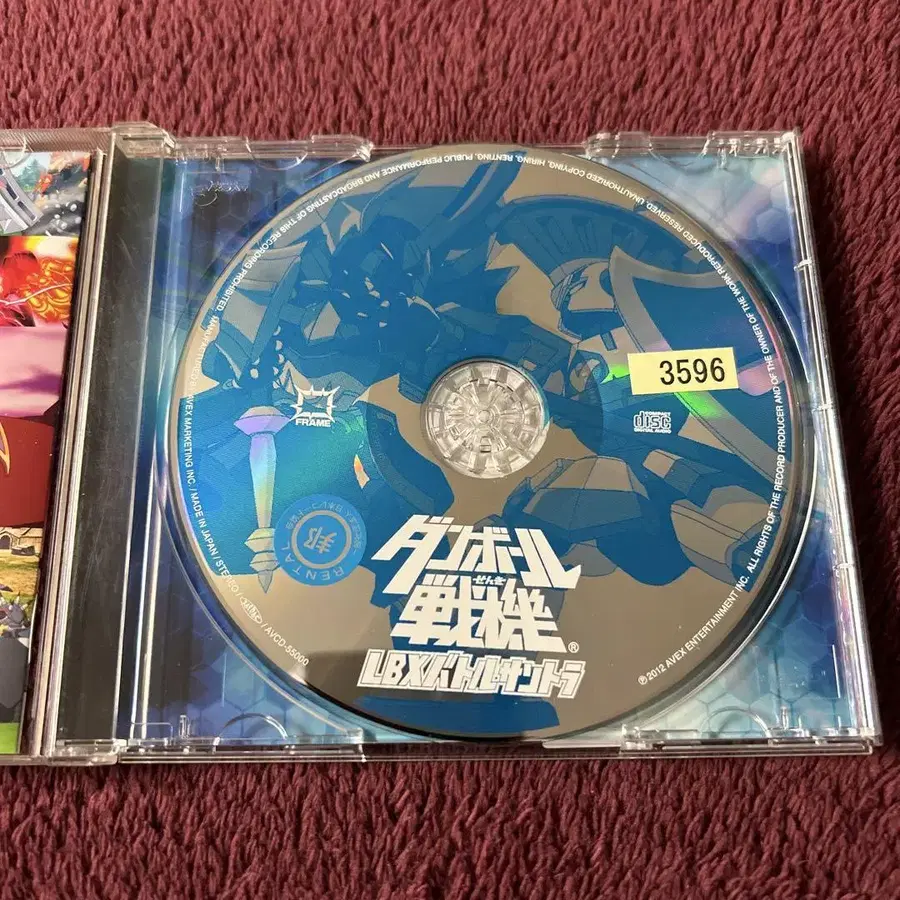 UNAUTHORIZED COPYING, HIRING, RENTING, PUBLIC PERFORMANCE AND BROADCASTING OF THIS RECORDING PROHIBITED.
3596
COMPACT
disc
DIGITAL AUDIO
FRAME
RENTAL
邦
ダンボール
せんき
戦機®
LBXバトルサントラ
AVEX MARKETING INC. / MADE IN JAPAN / STEREO /
/ AVCD-55000
℗2012 AVEX ENTERTAINMENT INC. ALL RIGHTS OF THE RECORD PRODUCER AND OF THE OWNER OF THE WORK REPRODUCED RESERVED.